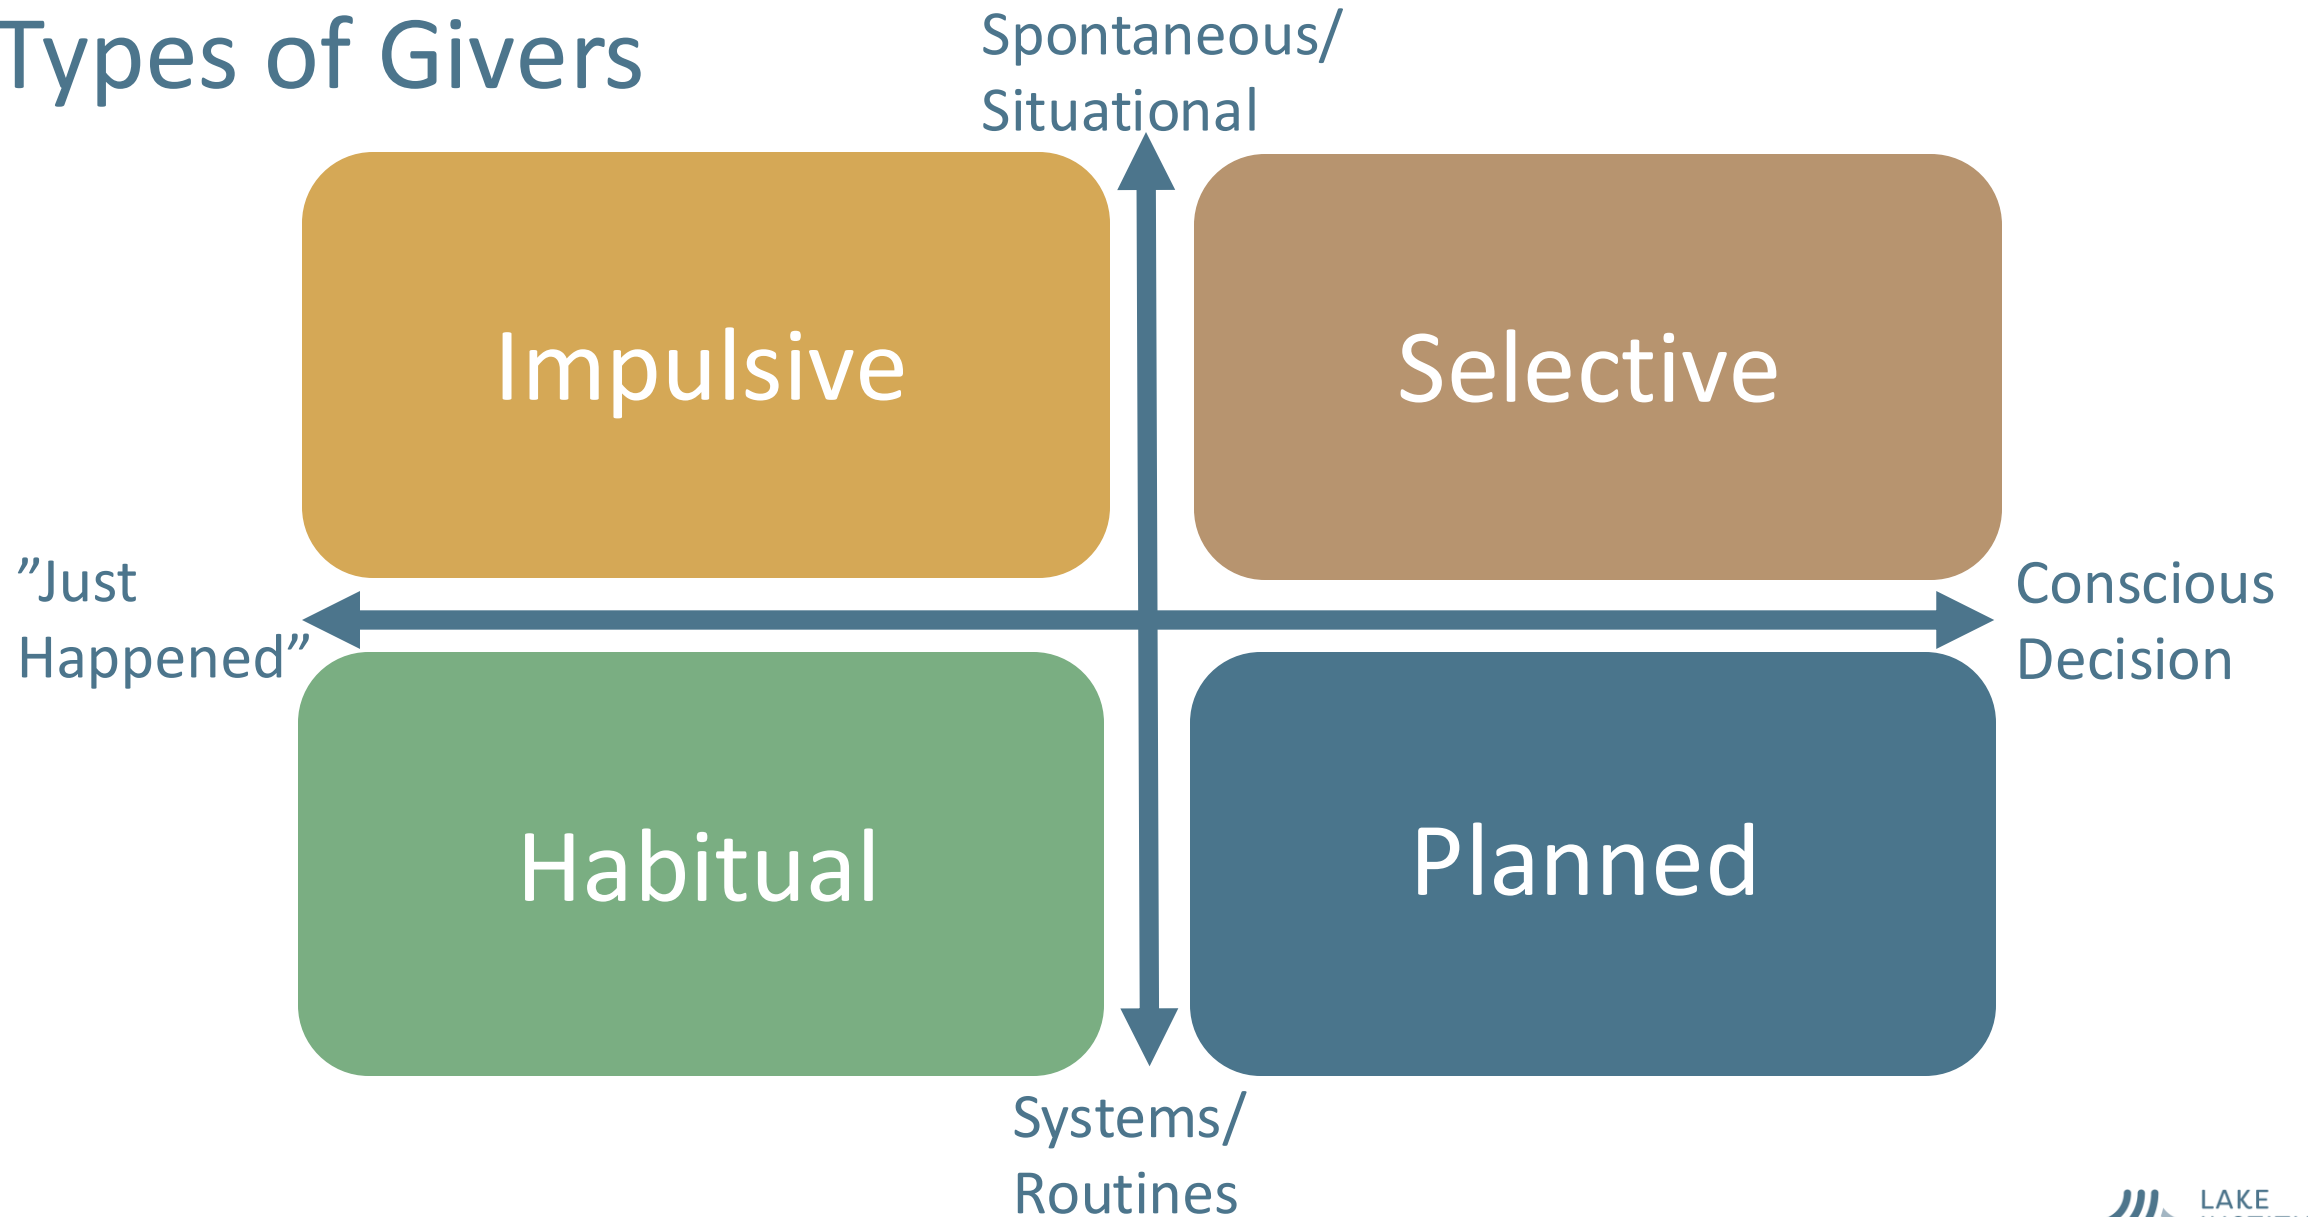 Types of Givers
Spontaneous/
Situational
Impulsive
Selective
”Just
Happened”
Conscious
Decision
Habitual
Planned
Systems/
Routines
LAKE